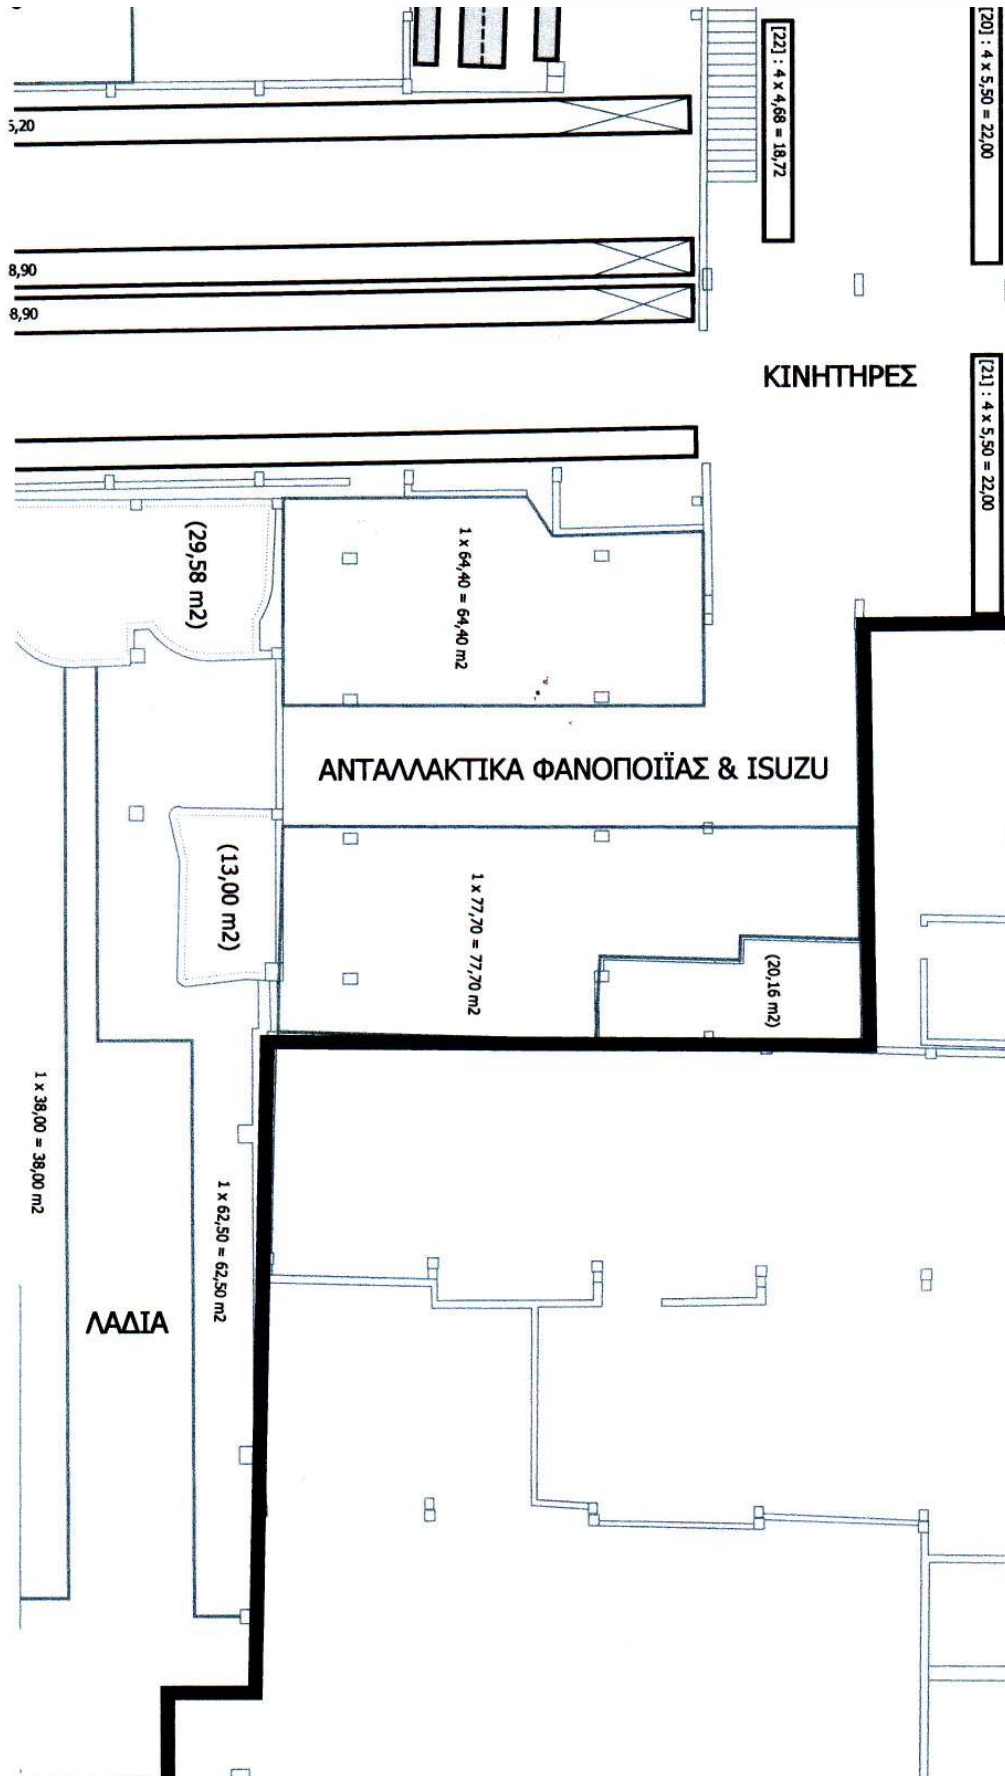 [22] : 4 x 4,68 = 18,72
[20] : 4 x 5,50 = 22,00
5,20
8,90
8,90
ΚΙΝΗΤΗΡΕΣ
[21] : 4 x 5,50 = 22,00
(29,58 m2)
1 x 64,40 = 64,40 m2
ΑΝΤΑΛΛΑΚΤΙΚΑ ΦΑΝΟΠΟΙΪΑΣ & ISUZU
(13,00 m2)
1 x 77,70 = 77,70 m2
(20,16 m2)
1 x 38,00 = 38,00 m2
1 x 62,50 = 62,50 m2
ΛΑΔΙΑ